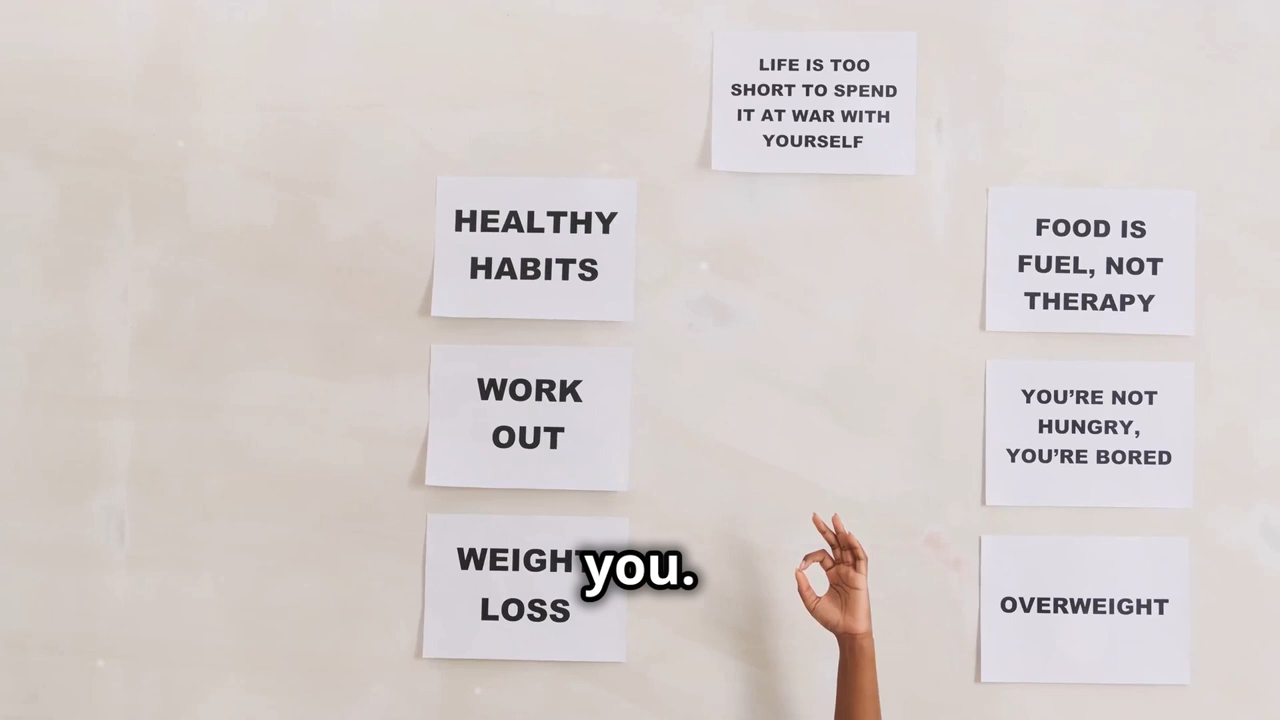 LIFE IS TOO
SHORT TO SPEND
IT AT WAR WITH
YOURSELF
HEALTHY
HABITS
WORK
OUT
WEIGHT
LOSS
FOOD IS
FUEL, NOT
THERAPY
YOU'RE NOT
HUNGRY,
YOU'RE BORED
OVERWEIGHT
you.